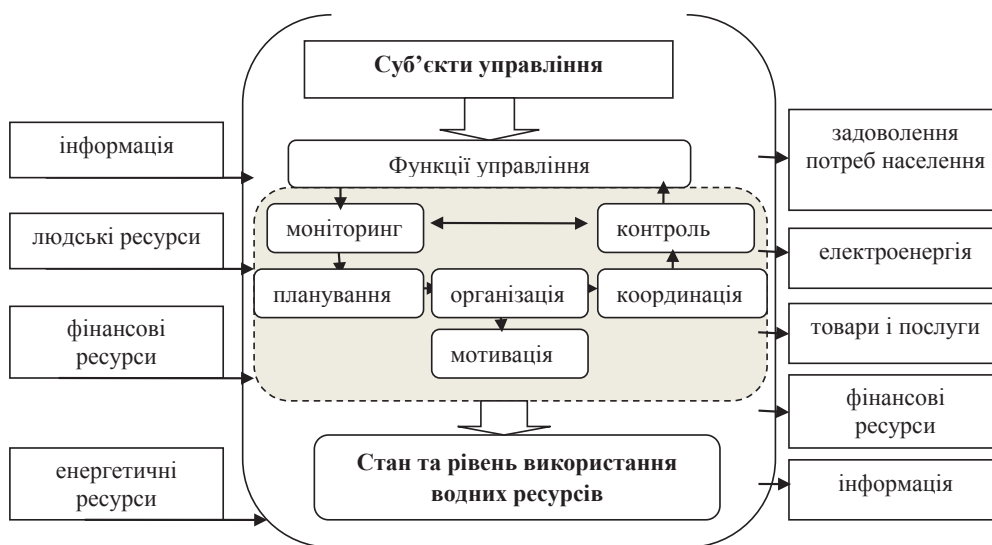 Суб’єкти управління
Функції управління
моніторинг
контроль
планування
організація
координація
мотивація
Стан та рівень використання
водних ресурсів
інформація
людські ресурси
фінансові
ресурси
енергетичні
ресурси
задоволення
потреб населення
електроенергія
товари і послуги
фінансові
ресурси
інформація